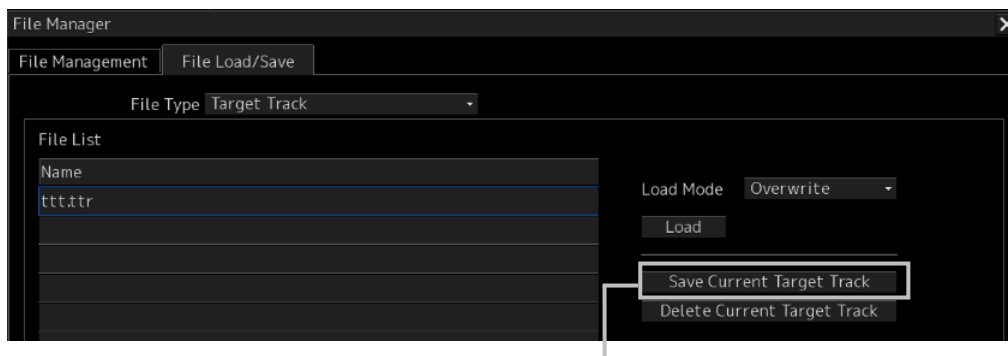 File Manager
File Management
File Load/Save
File Type Target Track
File List
Name
ttt.ttr
Load Mode Overwrite
Load
Save Current Target Track
Delete Current Target Track